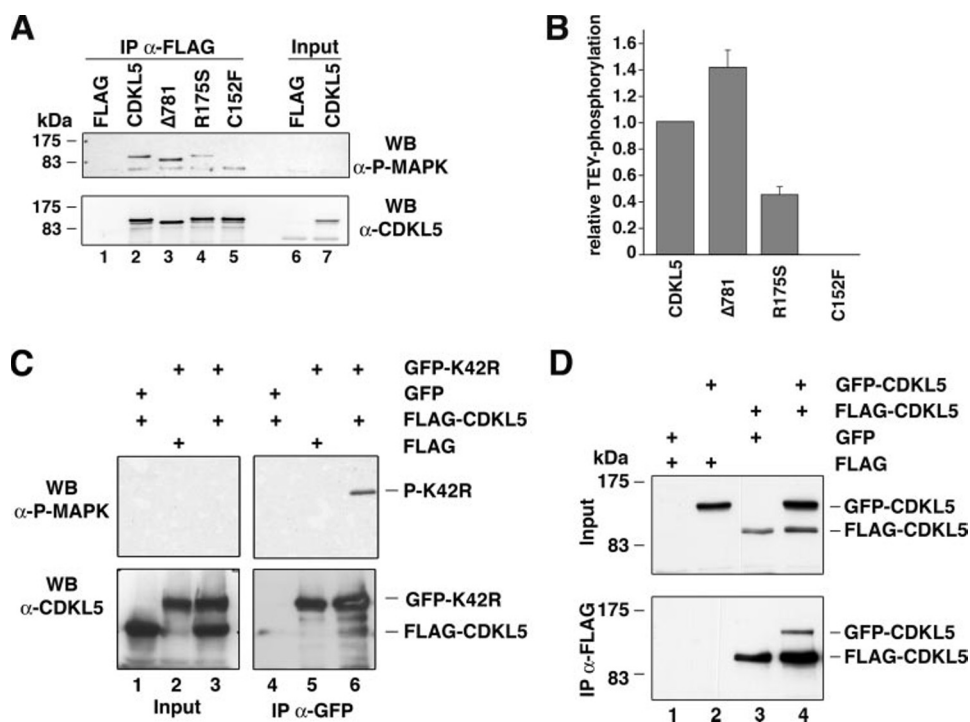 A
IP α-FLAG
Input
FLAG
CDKL5
Δ781
R175S
C152F
FLAG
CDKL5
kDa
175
83
WB
α-P-MAPK
175
83
WB
α-CDKL5
1 2 3 4 5 6 7
B
relative TEY-phosphorylation
1.6
1.4
1.2
1.0
0.8
0.6
0.4
0.2
0
CDKL5
Δ781
R175S
C152F
C
+ + + + GFP-K42R
+ + GFP
+ + + + FLAG-CDKL5
+ + FLAG
WB
α-P-MAPK
P-K42R
WB
α-CDKL5
GFP-K42R
FLAG-CDKL5
1 2 3 4 5 6
Input IP α-GFP
D
+ + GFP-CDKL5
+ + FLAG-CDKL5
+ + GFP
+ + FLAG
kDa
175
83
Input
GFP-CDKL5
FLAG-CDKL5
175
83
IP α-FLAG
GFP-CDKL5
FLAG-CDKL5
1 2 3 4